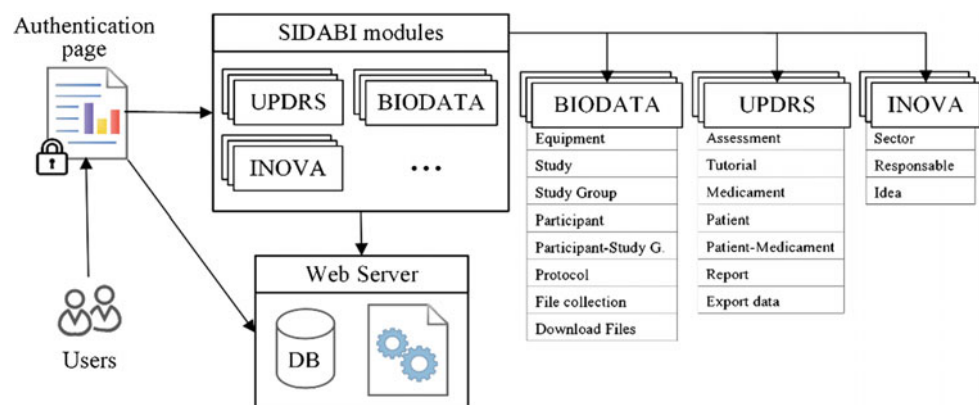 Authentication
page
SIDABI modules
UPDRS
BIODATA
INOVA
...
Web Server
DB
Users
BIODATA
Equipment
Study
Study Group
Participant
Participant-Study G.
Protocol
File collection
Download Files
UPDRS
Assessment
Tutorial
Medicament
Patient
Patient-Medicament
Report
Export data
INOVA
Sector
Responsable
Idea